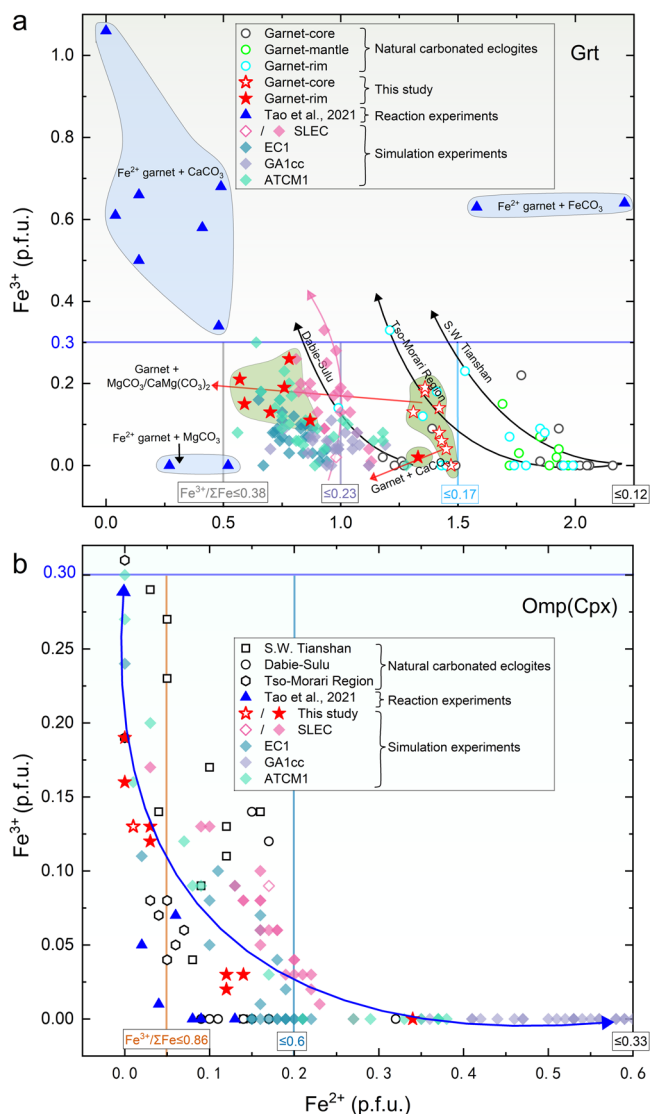 a
Grt
Garnet-core
Garnet-mantle
Garnet-rim
Natural carbonated eclogites
Garnet-core
Garnet-rim
This study
Tao et al., 2021
Reaction experiments
/
SLEC
EC1
GA1cc
ATCM1
Simulation experiments
1.0
0.8
0.6
0.4
0.3
0.2
0.0
Fe³⁺ (p.f.u.)
Fe²⁺ garnet + CaCO₃
Fe²⁺ garnet + FeCO₃
Dabie-Sulu
Tso-Morari Region
S.W. Tianshan
Garnet +
MgCO₃/CaMg(CO₃)₂
Fe²⁺ garnet + MgCO₃
Garnet + CaCO₃
Fe³⁺/ΣFe≤0.38
≤0.23
≤0.17
≤0.12
0.0
0.5
1.0
1.5
2.0
b
Omp(Cpx)
S.W. Tianshan
Dabie-Sulu
Tso-Morari Region
Natural carbonated eclogites
Tao et al., 2021
Reaction experiments
/
This study
/
SLEC
EC1
GA1cc
ATCM1
Simulation experiments
0.30
0.25
0.20
0.15
0.10
0.05
0.00
Fe³⁺ (p.f.u.)
Fe³⁺/ΣFe≤0.86
≤0.6
≤0.33
0.0
0.1
0.2
0.3
0.4
0.5
0.6
Fe²⁺ (p.f.u.)